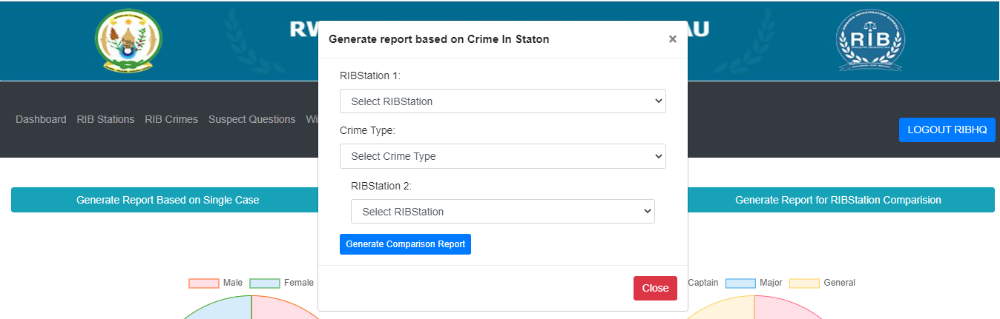 RW
AU
RIB
Generate report based on Crime In Staton
×
RIBStation 1:
Select RIBStation
Crime Type:
Select Crime Type
RIBStation 2:
Select RIBStation
Generate Comparison Report
Close
Dashboard RIB Stations RIB Crimes Suspect Questions Wi
LOGOUT RIBHQ
Generate Report Based on Single Case
Generate Report for RIBStation Comparision
Male Female
Captain Major General